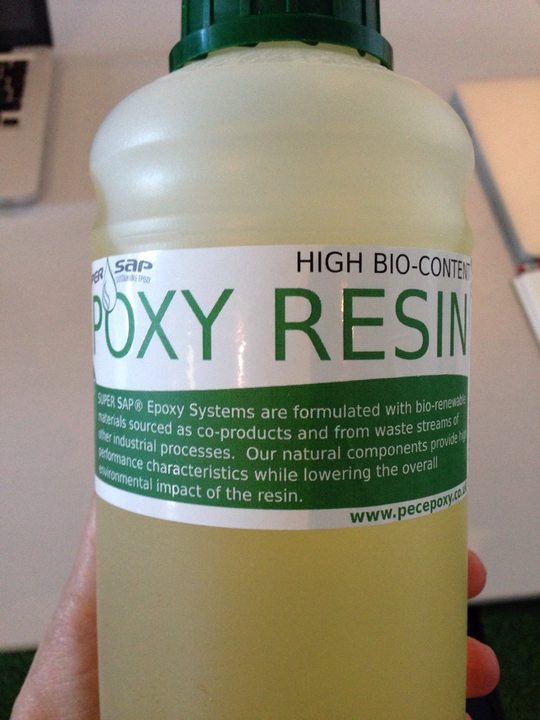 PER sap
HIGH BIO-CONTENT
POXY RESIN
SUPER SAP® Epoxy Systems are formulated with bio-renewable
materials sourced as co-products and from waste streams of
other industrial processes. Our natural components provide
performance characteristics while lowering the overall
environmental impact of the resin.
www.pecepoxy.co